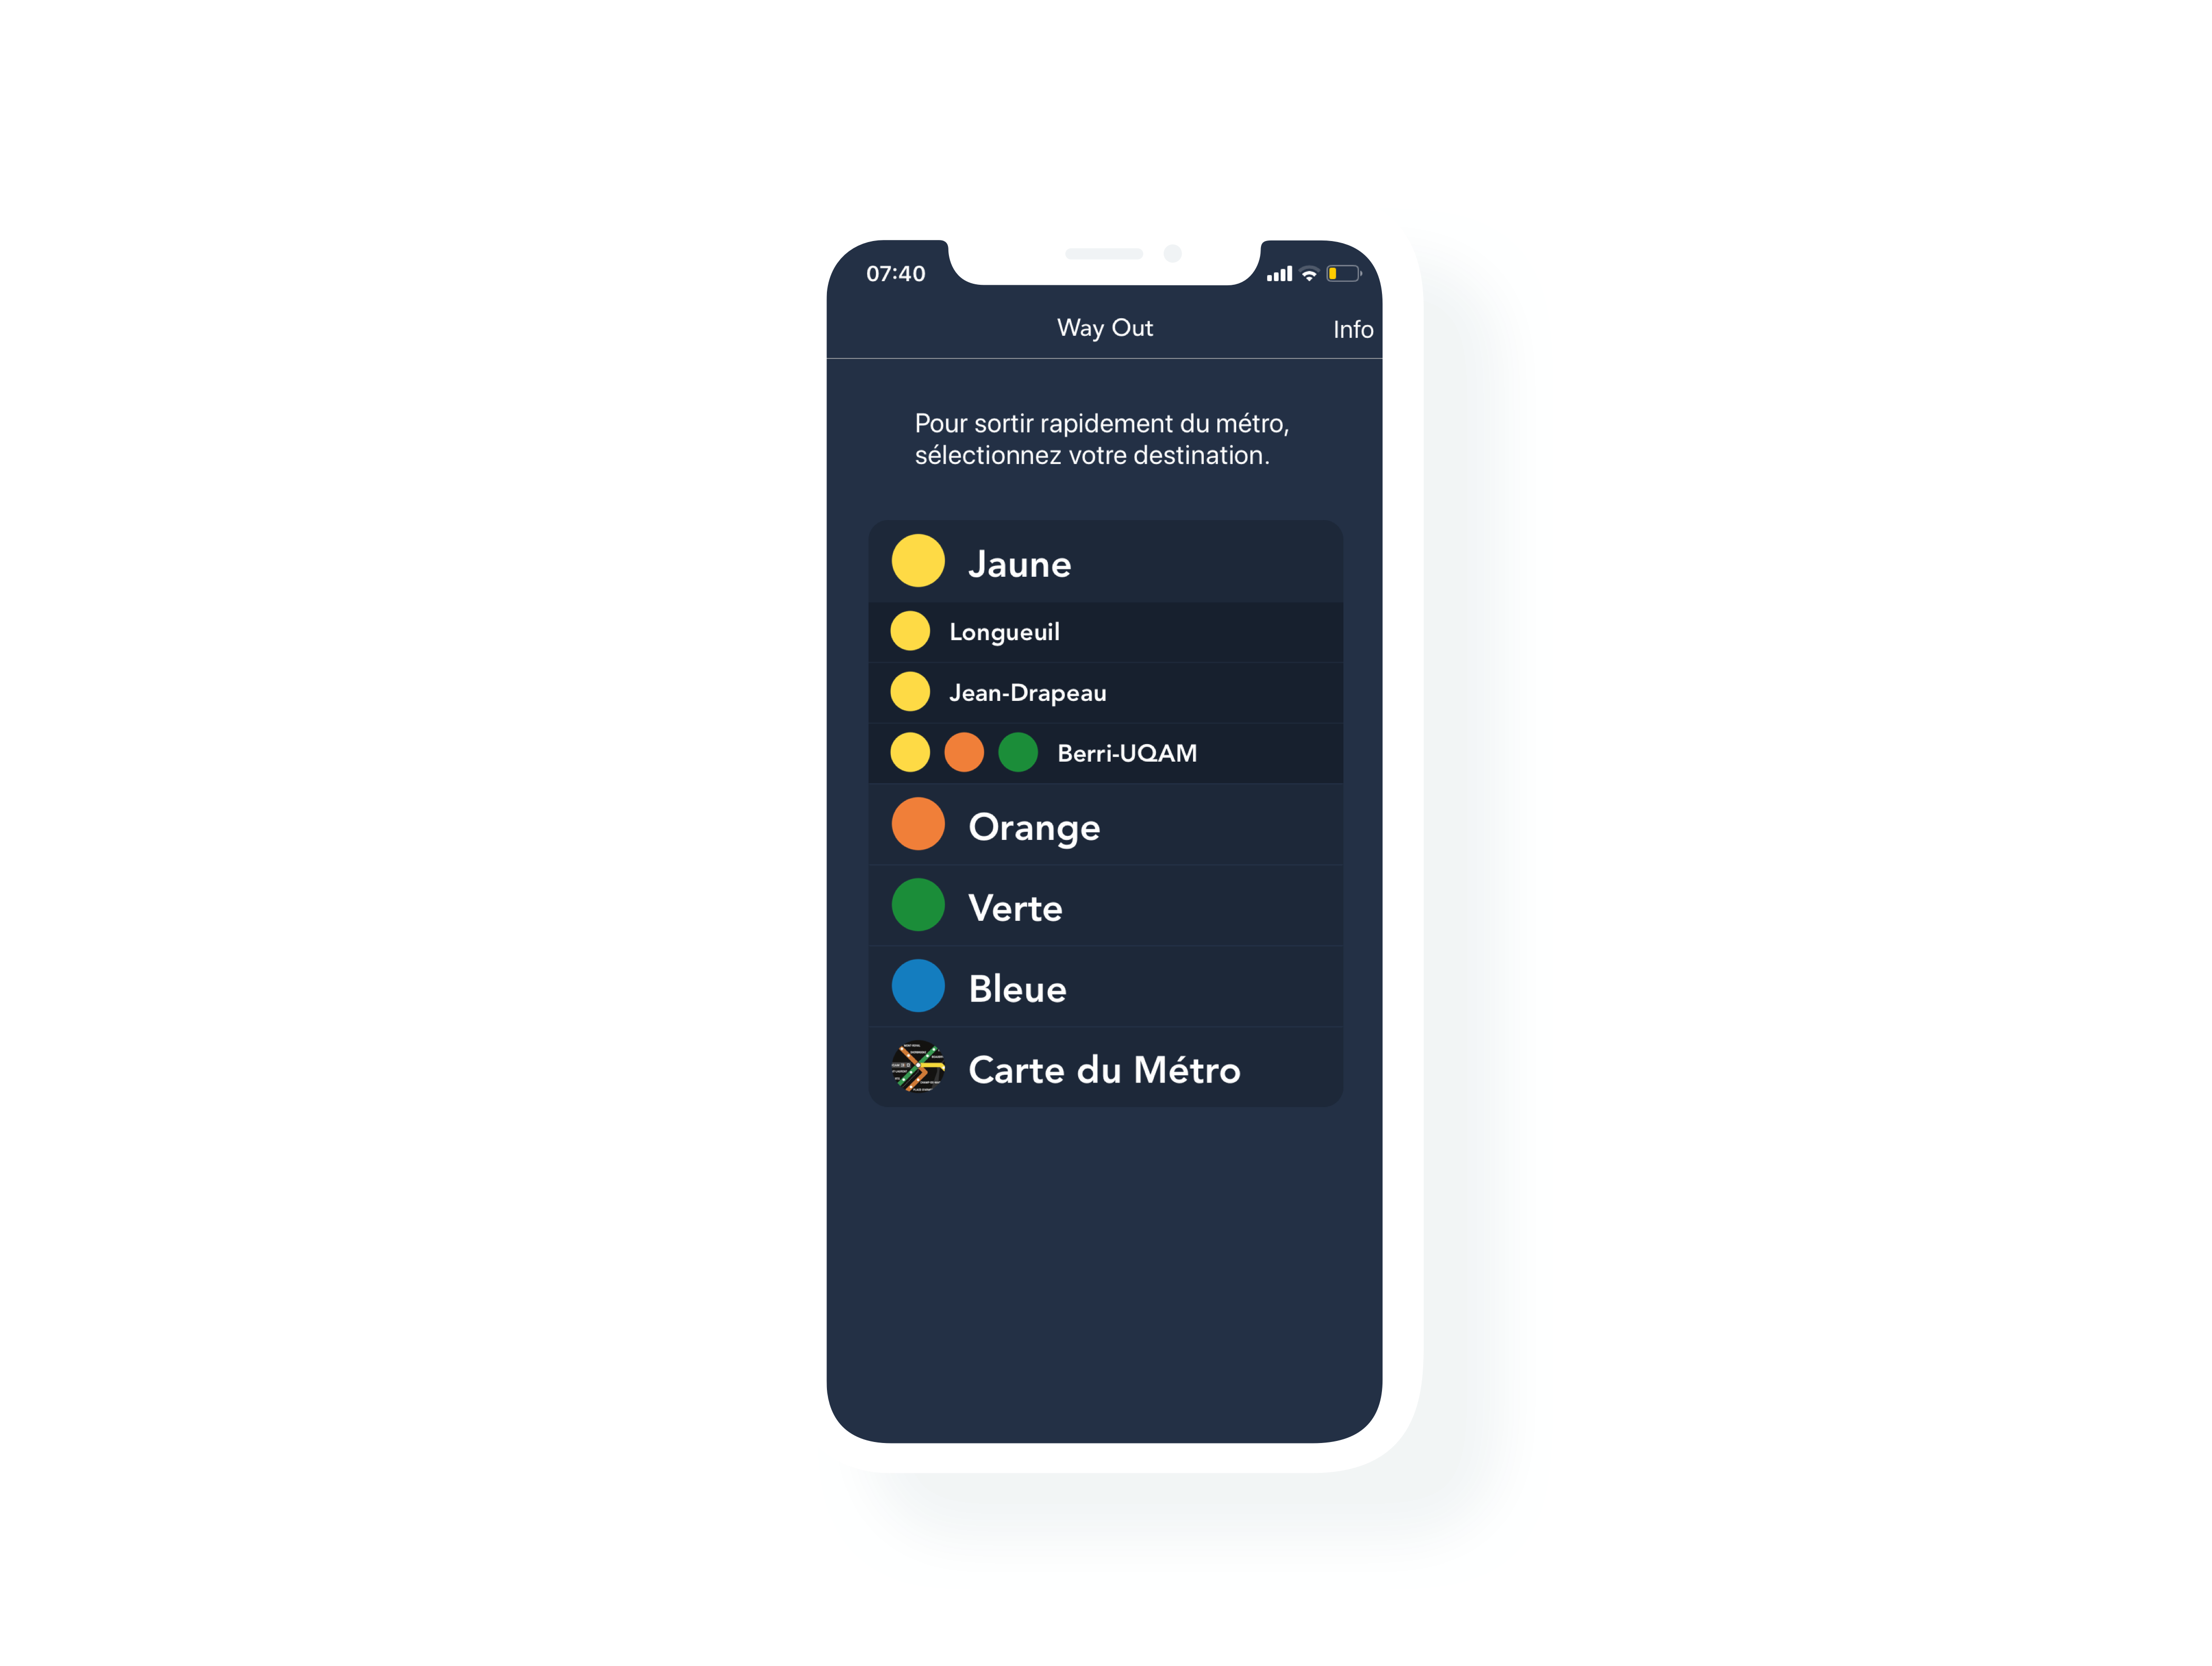 07:40
Way Out
Info
Pour sortir rapidement du métro,
sélectionnez votre destination.
Jaune
Longueuil
Jean-Drapeau
Berri-UQAM
Orange
Verte
Bleue
Carte du Métro